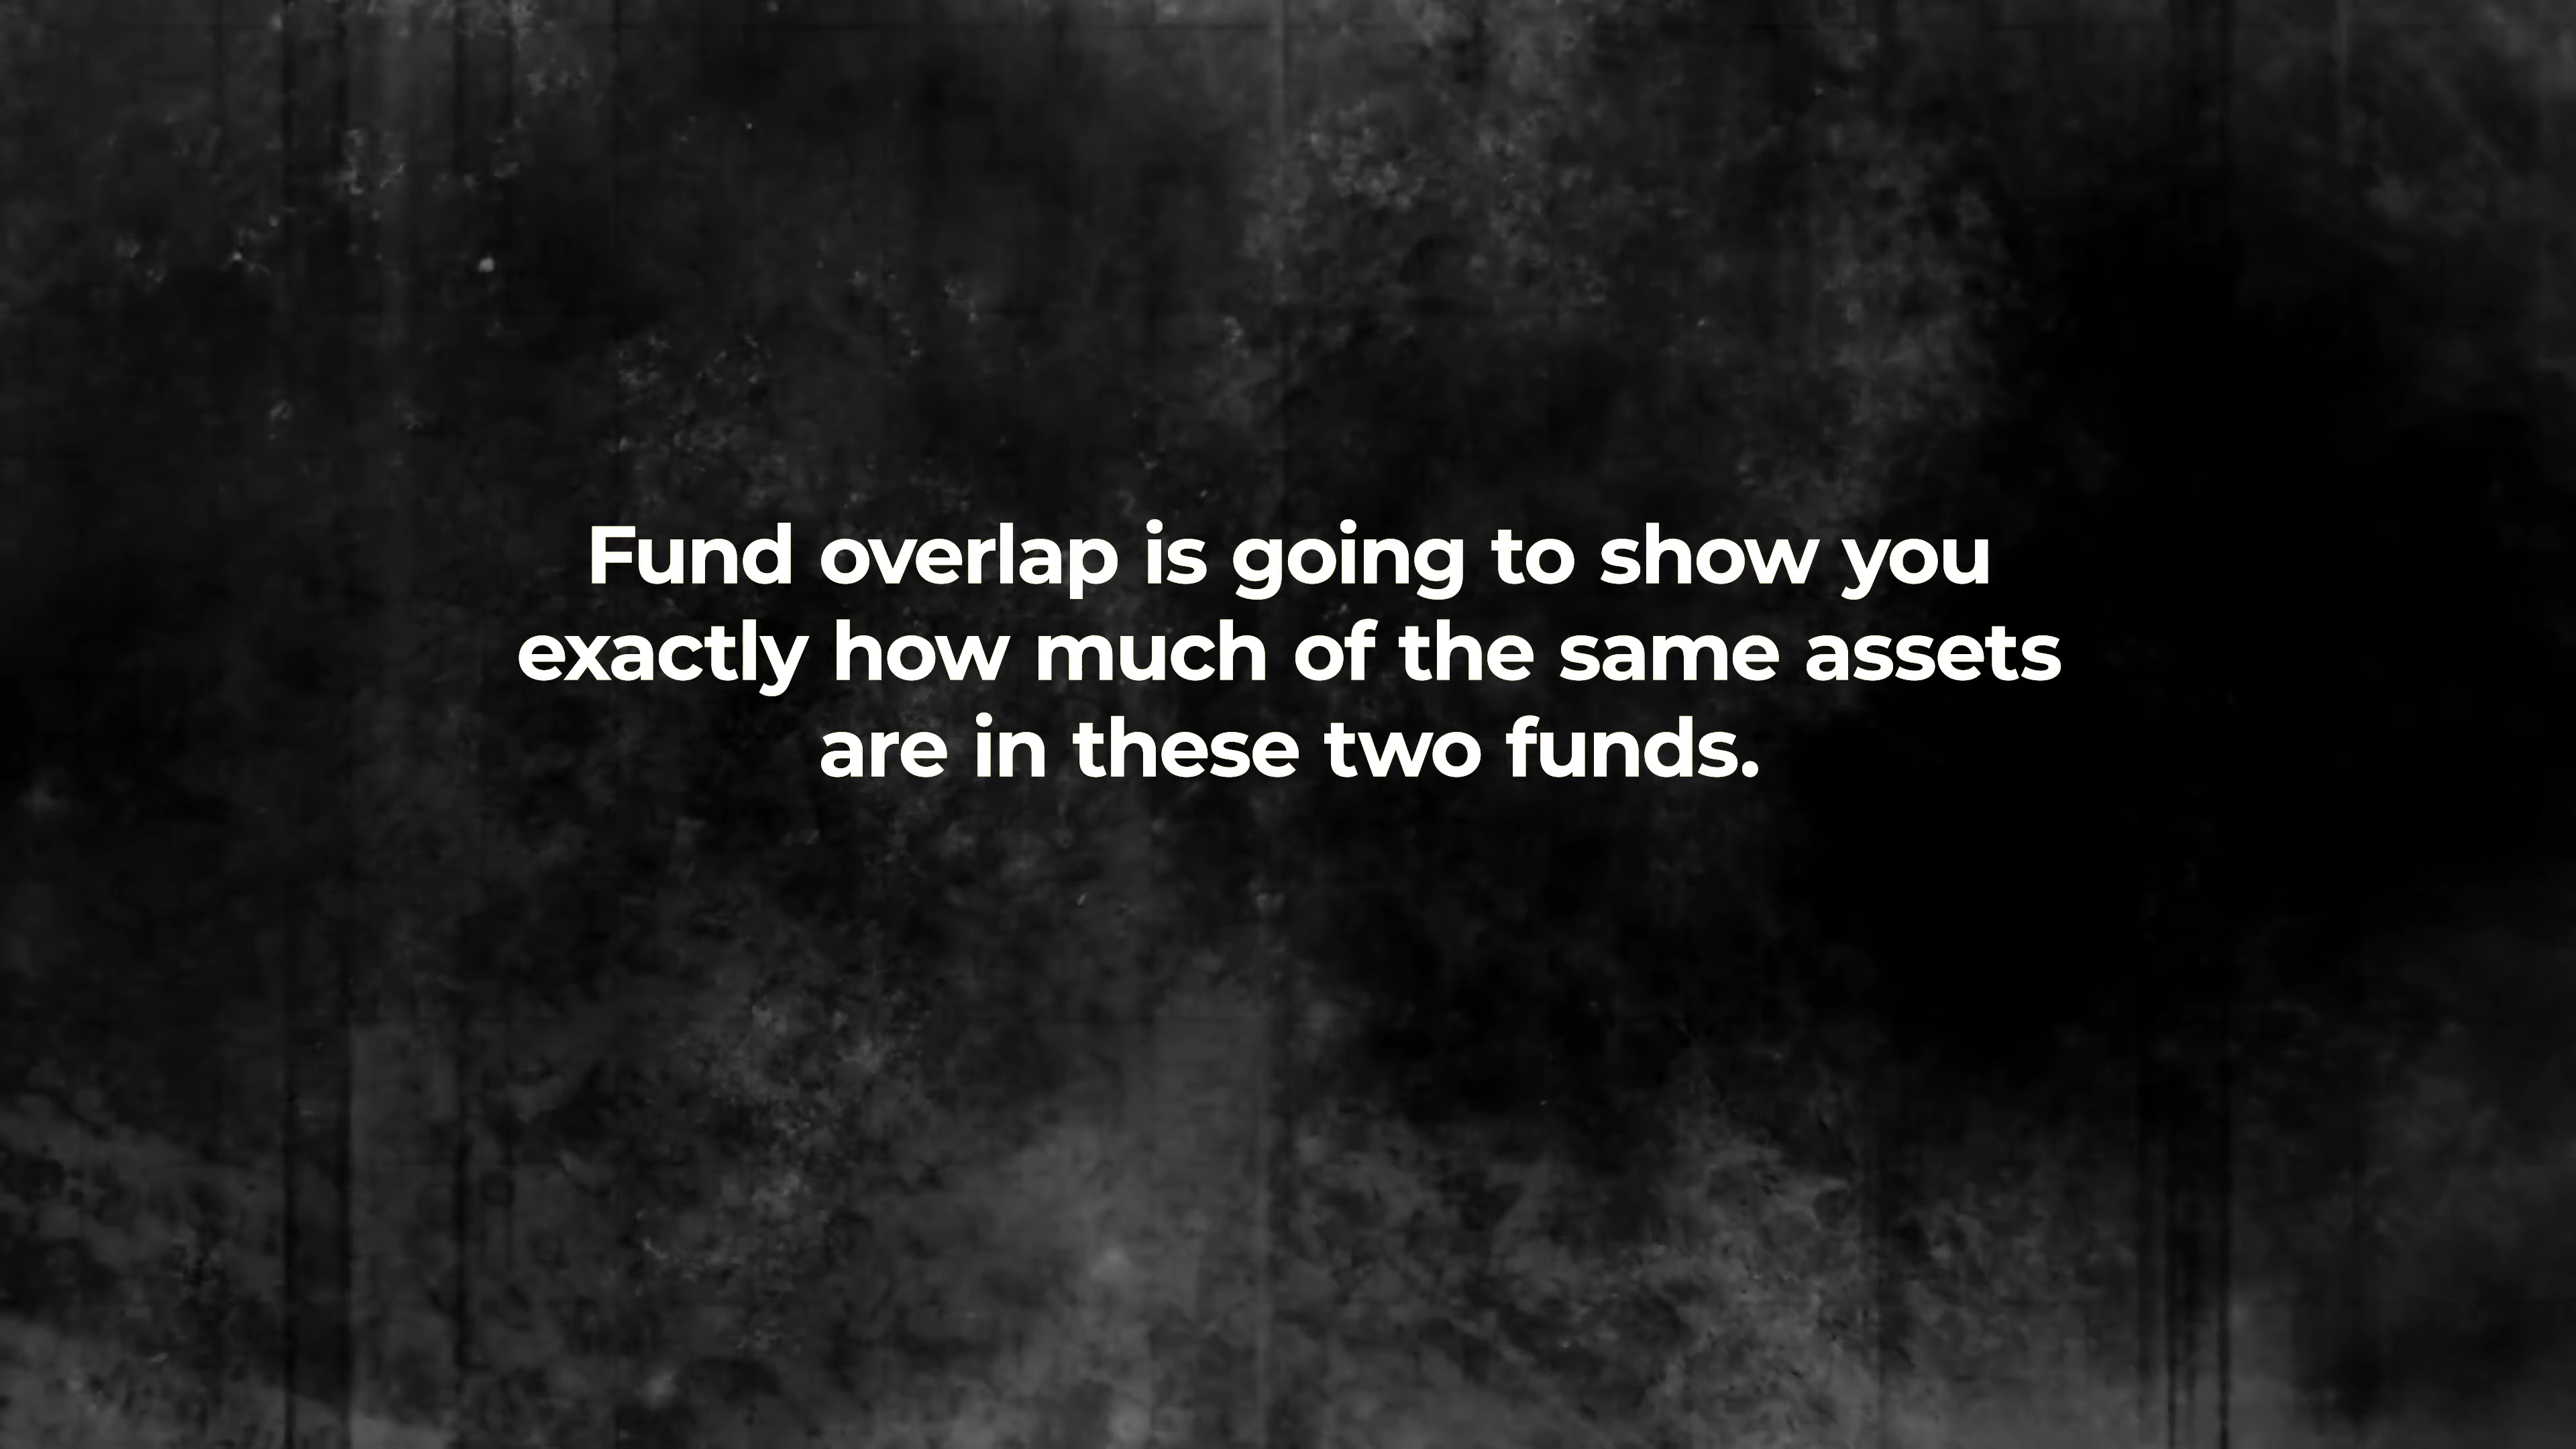 Fund overlap is going to show you
exactly how much of the same assets
are in these two funds.